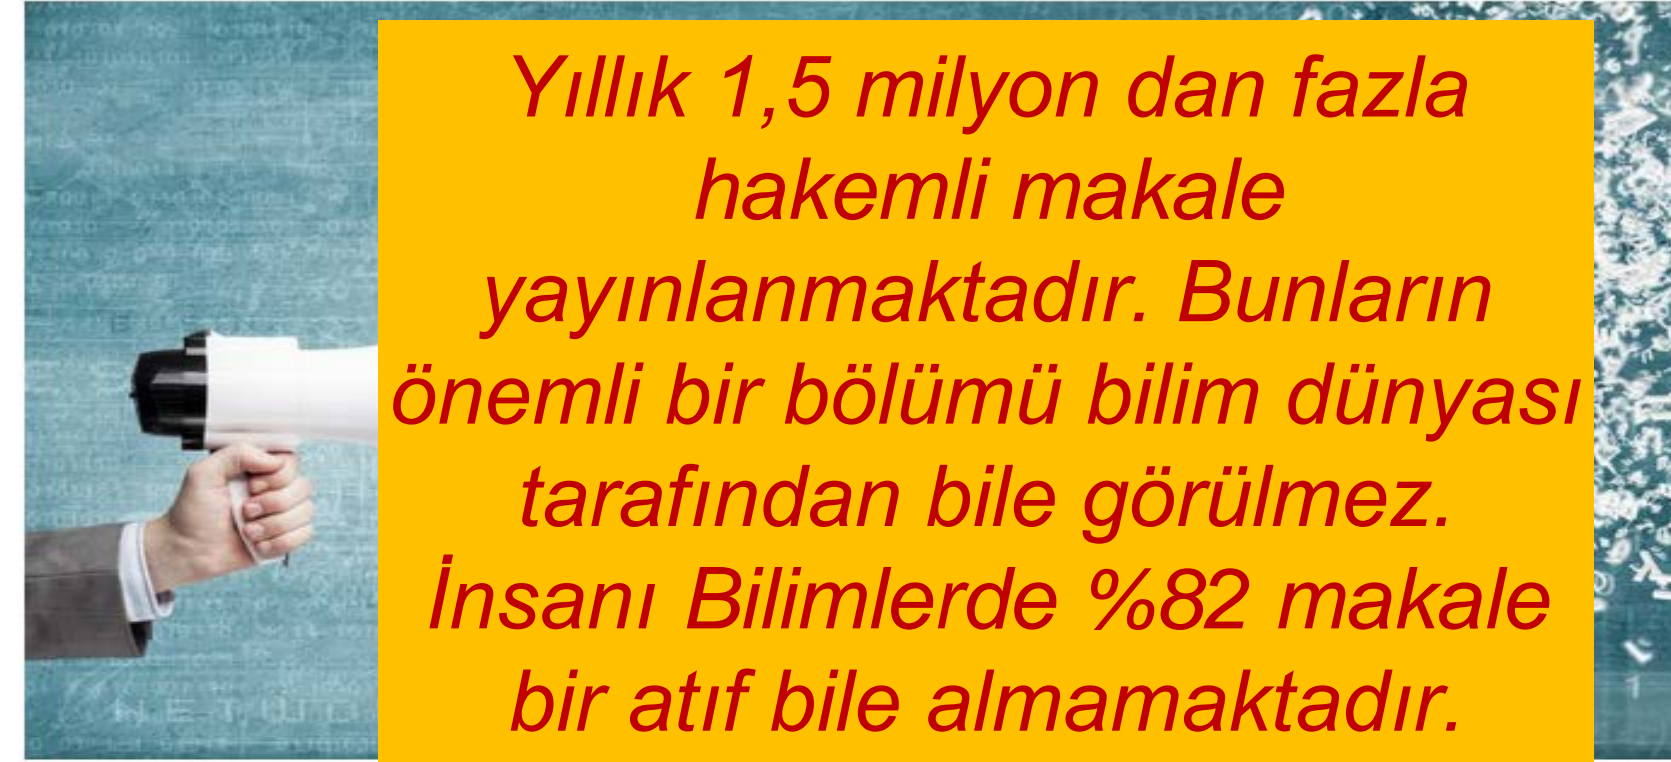 Yıllık 1,5 milyon dan fazla
hakemli makale
yayınlanmaktadır. Bunların
önemli bir bölümü bilim dünyası
tarafından bile görülmez.
İnsanı Bilimlerde %82 makale
bir atıf bile almamaktadır.